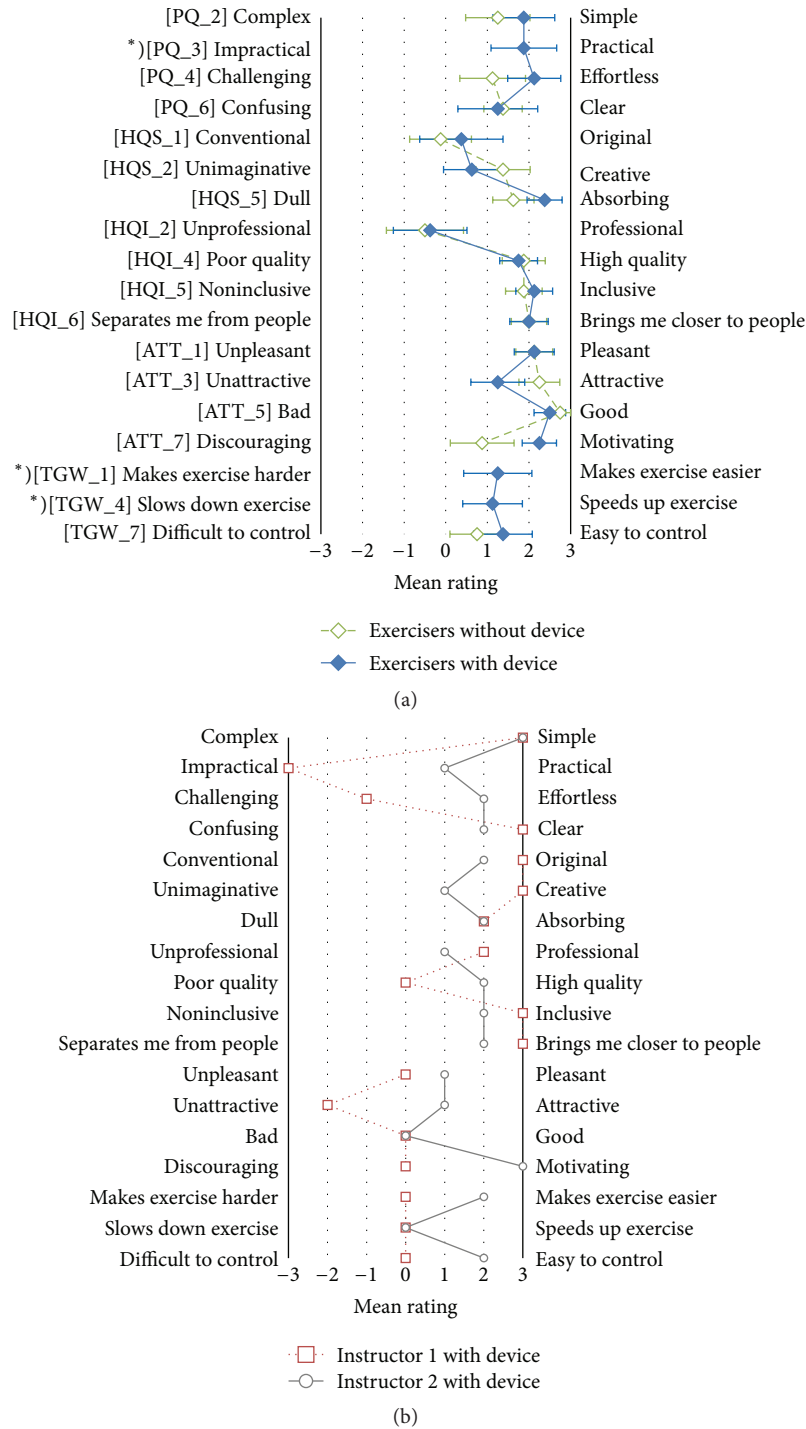 [PQ_2] Complex Simple
*)[PQ_3] Impractical Practical
[PQ_4] Challenging Effortless
[PQ_6] Confusing Clear
[HQS_1] Conventional Original
[HQS_2] Unimaginative Creative
[HQS_5] Dull Absorbing
[HQI_2] Unprofessional Professional
[HQI_4] Poor quality High quality
[HQI_5] Noninclusive Inclusive
[HQI_6] Separates me from people Brings me closer to people
[ATT_1] Unpleasant Pleasant
[ATT_3] Unattractive Attractive
[ATT_5] Bad Good
[ATT_7] Discouraging Motivating
*)[TGW_1] Makes exercise harder Makes exercise easier
*)[TGW_4] Slows down exercise Speeds up exercise
[TGW_7] Difficult to control Easy to control
−3 −2 −1 0 1 2 3
Mean rating
Exercisers without device
Exercisers with device
(a)
Complex Simple
Impractical Practical
Challenging Effortless
Confusing Clear
Conventional Original
Unimaginative Creative
Dull Absorbing
Unprofessional Professional
Poor quality High quality
Noninclusive Inclusive
Separates me from people Brings me closer to people
Unpleasant Pleasant
Unattractive Attractive
Bad Good
Discouraging Motivating
Makes exercise harder Makes exercise easier
Slows down exercise Speeds up exercise
Difficult to control Easy to control
−3 −2 −1 0 1 2 3
Mean rating
Instructor 1 with device
Instructor 2 with device
(b)